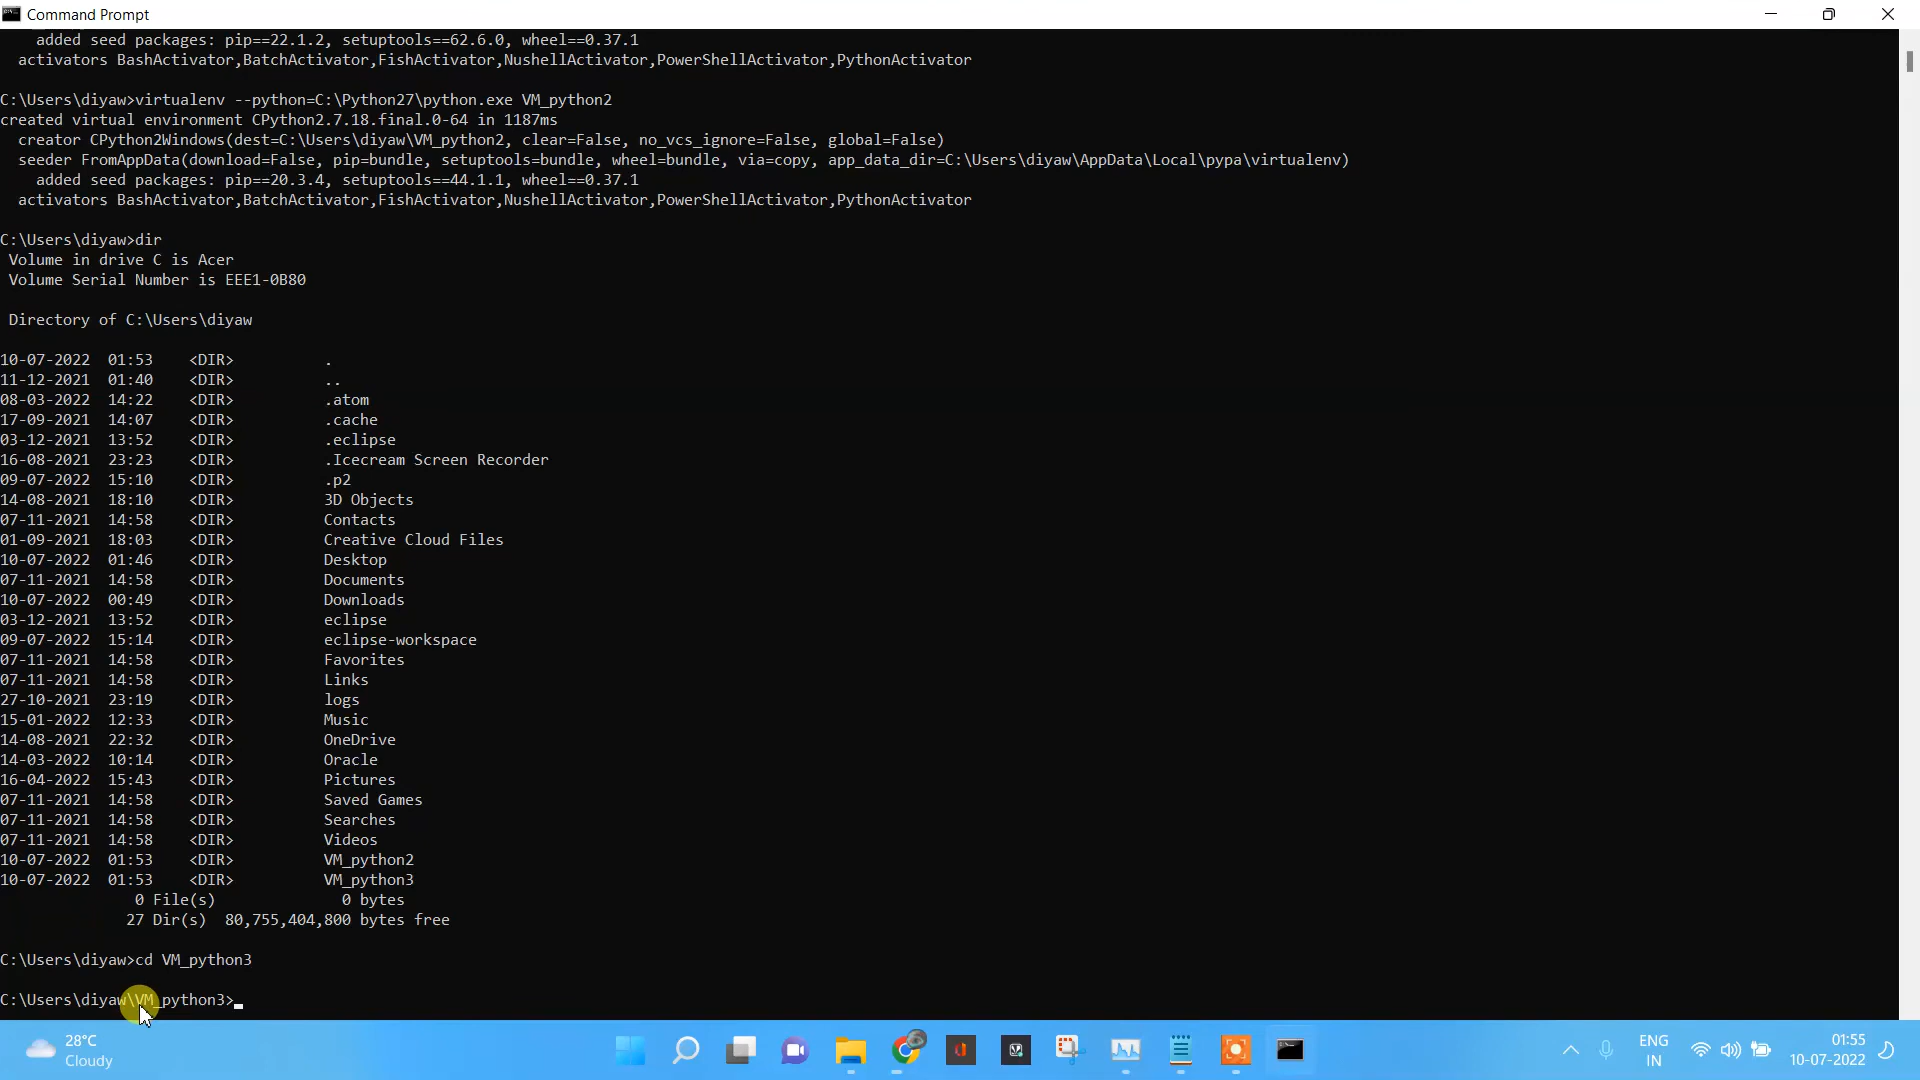 Command Prompt
added seed packages: pip==22.1.2, setuptools==62.6.0, wheel==0.37.1
activators BashActivator,BatchActivator,FishActivator,NushellActivator,PowerShellActivator,PythonActivator
C:\Users\diyaw>virtualenv --python=C:\Python27\python.exe VM_python2
created virtual environment CPython2.7.18.final.0-64 in 1187ms
creator CPython2Windows(dest=C:\Users\diyaw\VM_python2, clear=False, no_vcs_ignore=False, global=False)
seeder FromAppData(download=False, pip=bundle, setuptools=bundle, wheel=bundle, via=copy, app_data_dir=C:\Users\diyaw\AppData\Local\pypa\virtualenv)
added seed packages: pip==20.3.4, setuptools==44.1.1, wheel==0.37.1
activators BashActivator,BatchActivator,FishActivator,NushellActivator,PowerShellActivator,PythonActivator
C:\Users\diyaw>dir
Volume in drive C is Acer
Volume Serial Number is EEE1-0B80
Directory of C:\Users\diyaw
10-07-2022 01:53 <DIR> .
11-12-2021 01:40 <DIR> ..
08-03-2022 14:22 <DIR> .atom
17-09-2021 14:07 <DIR> .cache
03-12-2021 13:52 <DIR> .eclipse
16-08-2021 23:23 <DIR> .Icecream Screen Recorder
09-07-2022 15:10 <DIR> .p2
14-08-2021 18:10 <DIR> 3D Objects
07-11-2021 14:58 <DIR> Contacts
01-09-2021 18:03 <DIR> Creative Cloud Files
10-07-2022 01:46 <DIR> Desktop
07-11-2021 14:58 <DIR> Documents
10-07-2022 00:49 <DIR> Downloads
03-12-2021 13:52 <DIR> eclipse
09-07-2022 15:14 <DIR> eclipse-workspace
07-11-2021 14:58 <DIR> Favorites
07-11-2021 14:58 <DIR> Links
27-10-2021 23:19 <DIR> logs
15-01-2022 12:33 <DIR> Music
14-08-2021 22:32 <DIR> OneDrive
14-03-2022 10:14 <DIR> Oracle
16-04-2022 15:43 <DIR> Pictures
07-11-2021 14:58 <DIR> Saved Games
07-11-2021 14:58 <DIR> Searches
07-11-2021 14:58 <DIR> Videos
10-07-2022 01:53 <DIR> VM_python2
10-07-2022 01:53 <DIR> VM_python3
0 File(s) 0 bytes
27 Dir(s) 80,755,404,800 bytes free
C:\Users\diyaw>cd VM_python3
C:\Users\diyaw\VM_python3>
28°C
Cloudy
ENG
IN
01:55
10-07-2022